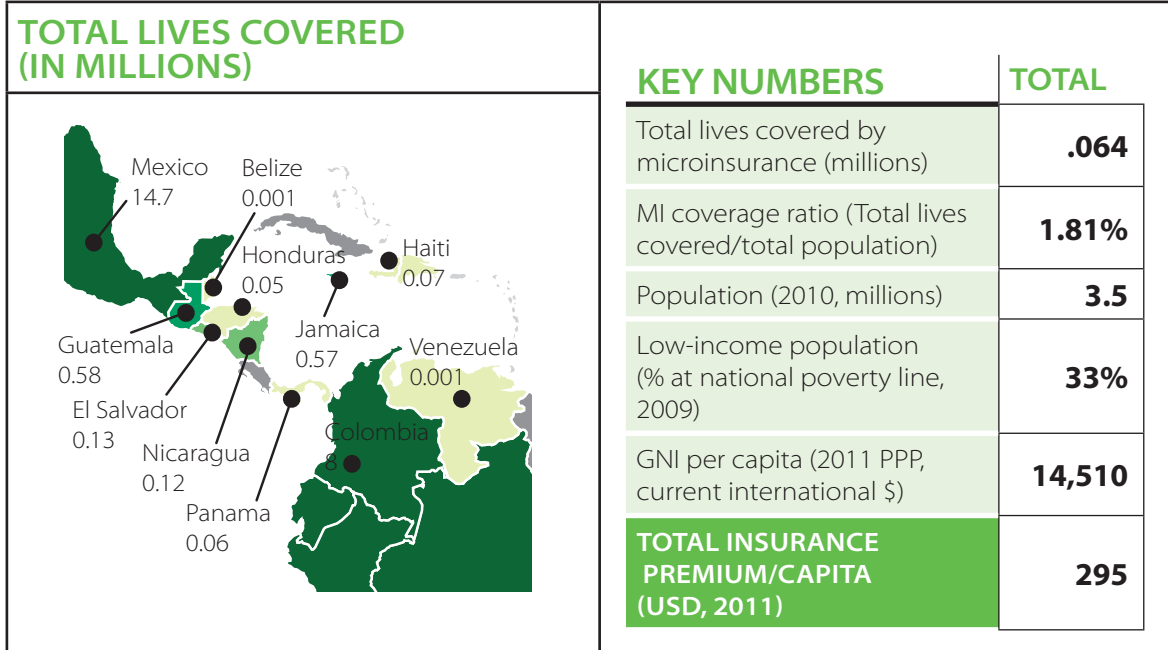 TOTAL LIVES COVERED
(IN MILLIONS)
Mexico
14.7
Belize
0.001
Honduras
0.05
Haiti
0.07
Jamaica
0.57
Guatemala
0.58
Venezuela
0.001
El Salvador
0.13
Colombia
8
Nicaragua
0.12
Panama
0.06
KEY NUMBERS
TOTAL
Total lives covered by
microinsurance (millions)
.064
MI coverage ratio (Total lives
covered/total population)
1.81%
Population (2010, millions)
3.5
Low-income population
(% at national poverty line,
2009)
33%
GNI per capita (2011 PPP,
current international $)
14,510
TOTAL INSURANCE
PREMIUM/CAPITA
(USD, 2011)
295